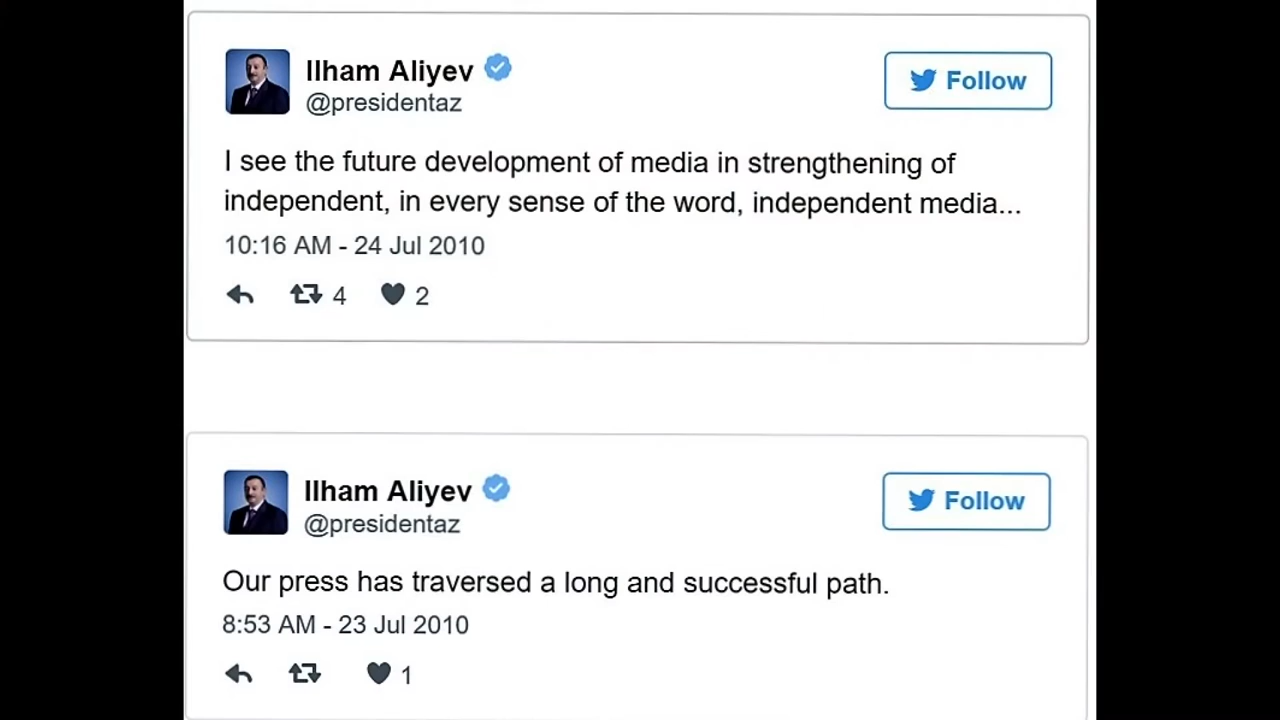 Ilham Aliyev
@presidentaz
Follow
I see the future development of media in strengthening of
independent, in every sense of the word, independent media...
10:16 AM - 24 Jul 2010
4 2
Ilham Aliyev
@presidentaz
Follow
Our press has traversed a long and successful path.
8:53 AM - 23 Jul 2010
1